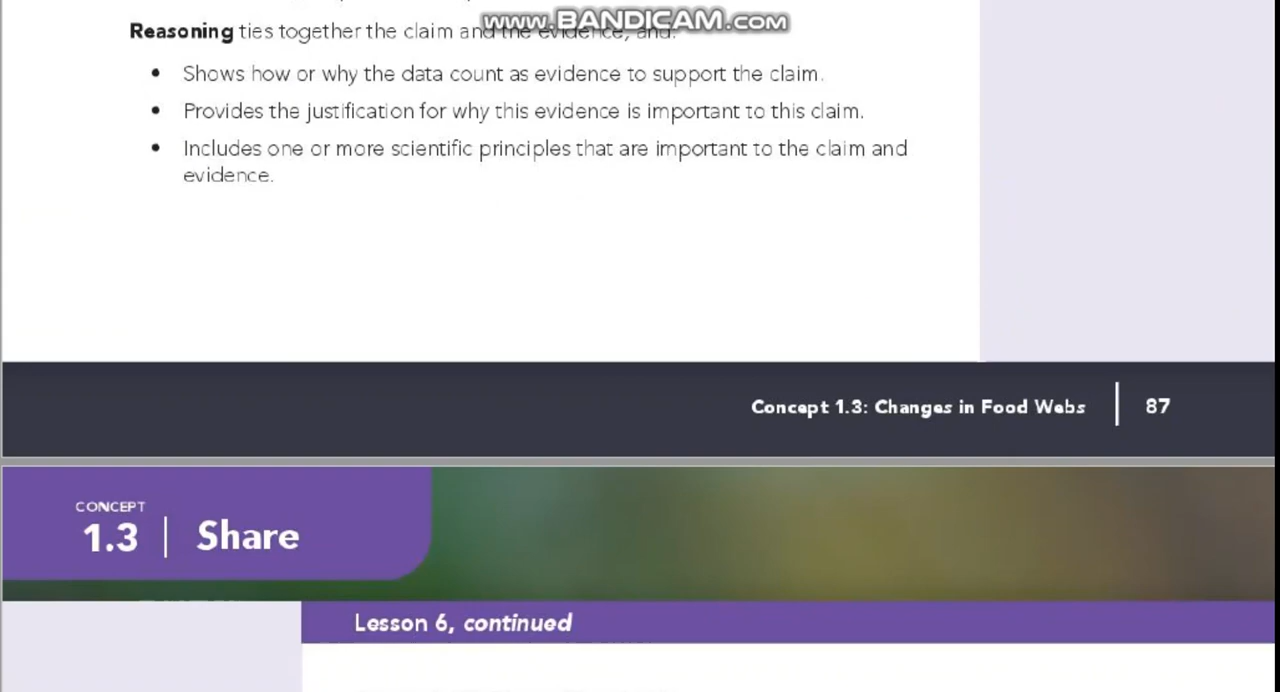 www.BANDICAM.com
Reasoning ties together the claim and the evidence, and:
• Shows how or why the data count as evidence to support the claim.
• Provides the justification for why this evidence is important to this claim.
• Includes one or more scientific principles that are important to the claim and
evidence.
Concept 1.3: Changes in Food Webs | 87
CONCEPT
1.3 | Share
Lesson 6, continued